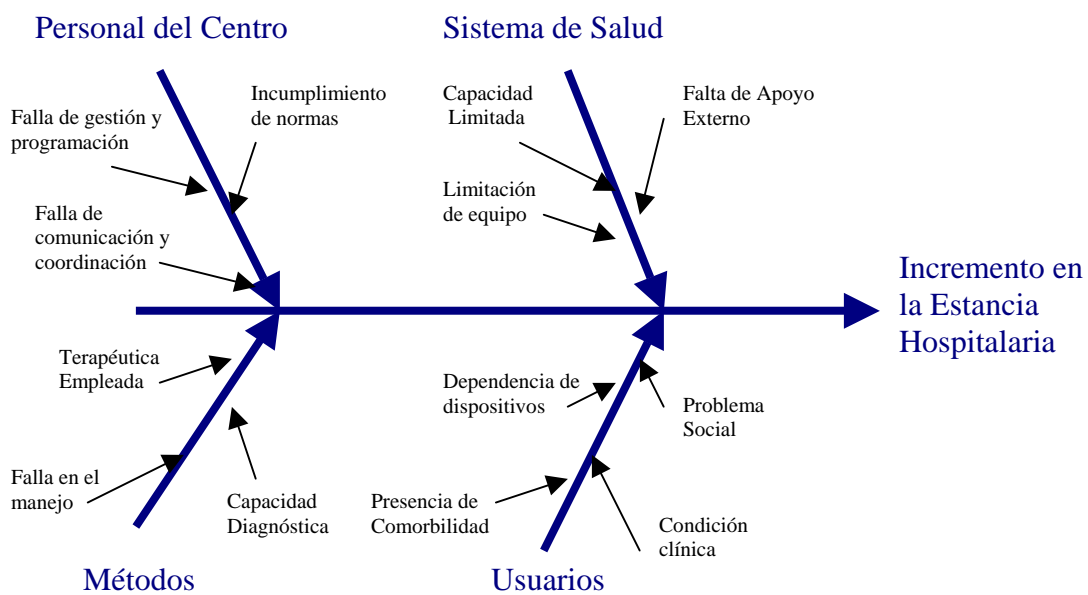 Personal del Centro
Sistema de Salud
Falla de gestión y
programación
Incumplimiento
de normas
Falla de
comunicación y
coordinación
Capacidad
Limitada
Falta de Apoyo
Externo
Limitación
de equipo
Incremento en
la Estancia
Hospitalaria
Terapéutica
Empleada
Falla en el
manejo
Capacidad
Diagnóstica
Dependencia de
dispositivos
Problema
Social
Presencia de
Comorbilidad
Condición
clínica
Métodos
Usuarios